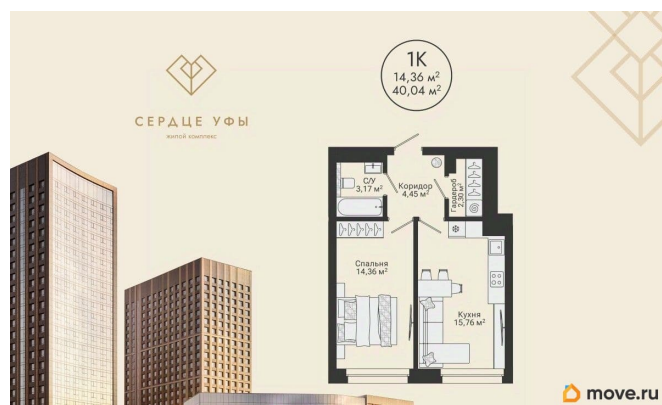 1К
14,36 м²
40,04 м²
СЕРДЦЕ УФЫ
жилой комплекс
С/У
3,17 м²
Коридор
4,45 м²
Гардероб
2,30 м²
Спальня
14,36 м²
Кухня
15,76 м²
move.ru